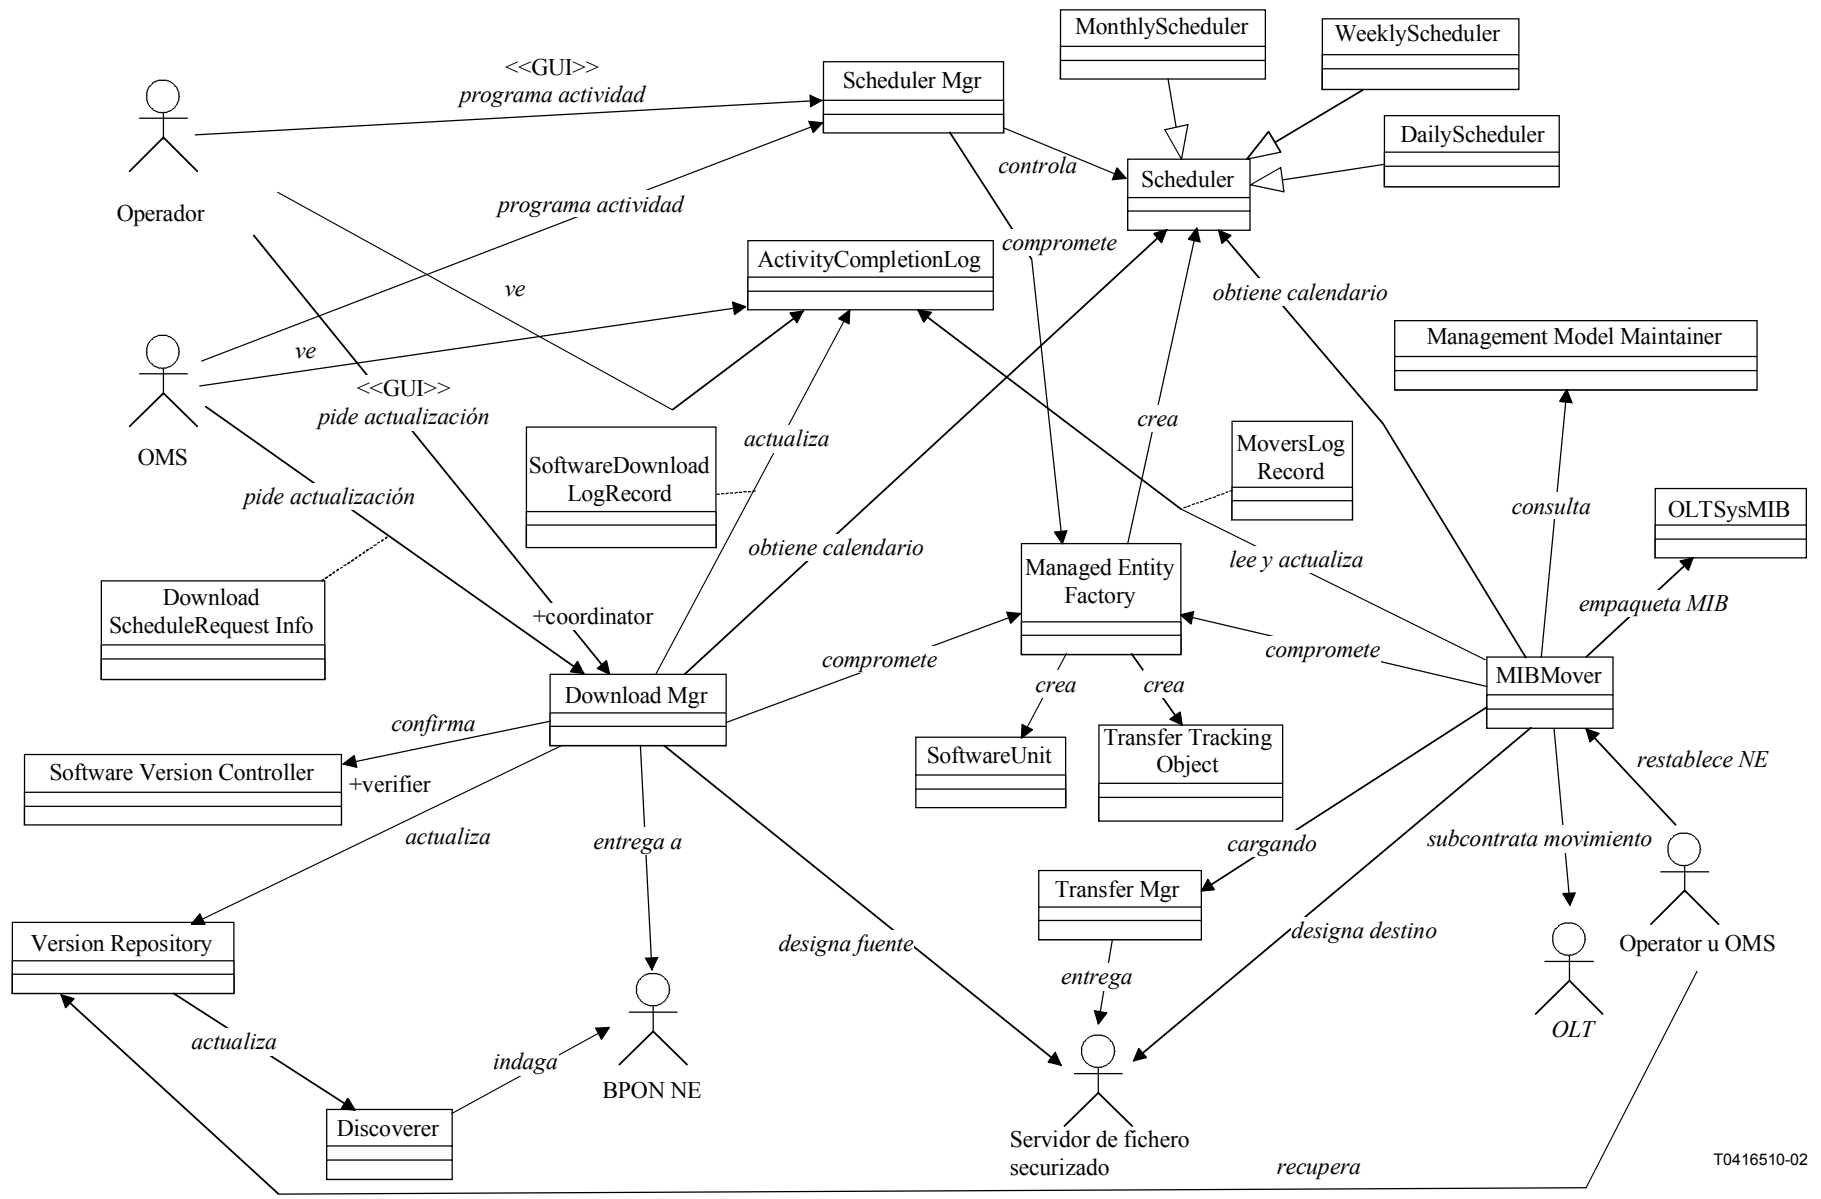 MonthlyScheduler
WeeklyScheduler
<<GUI>>
programa actividad
Scheduler Mgr
DailyScheduler
controla
Scheduler
Operador
programa actividad
compromete
ActivityCompletionLog
ve
obtiene calendario
Management Model Maintainer
ve
<<GUI>>
pide actualización
OMS
actualiza
crea
MoversLog
Record
SoftwareDownload
LogRecord
pide actualización
consulta
OLTSysMIB
obtiene calendario
lee y actualiza
Managed Entity
Factory
Download
ScheduleRequest Info
+coordinator
empaqueta MIB
compromete
compromete
MIBMover
Download Mgr
crea
crea
confirma
Software Version Controller
+verifier
SoftwareUnit
Transfer Tracking
Object
restablece NE
actualiza
entrega a
cargando
subcontrata movimiento
Transfer Mgr
Version Repository
designa fuente
designa destino
Operator u OMS
entrega
OLT
actualiza
indaga
BPON NE
Discoverer
Servidor de fichero
securizado
recupera
T0416510-02